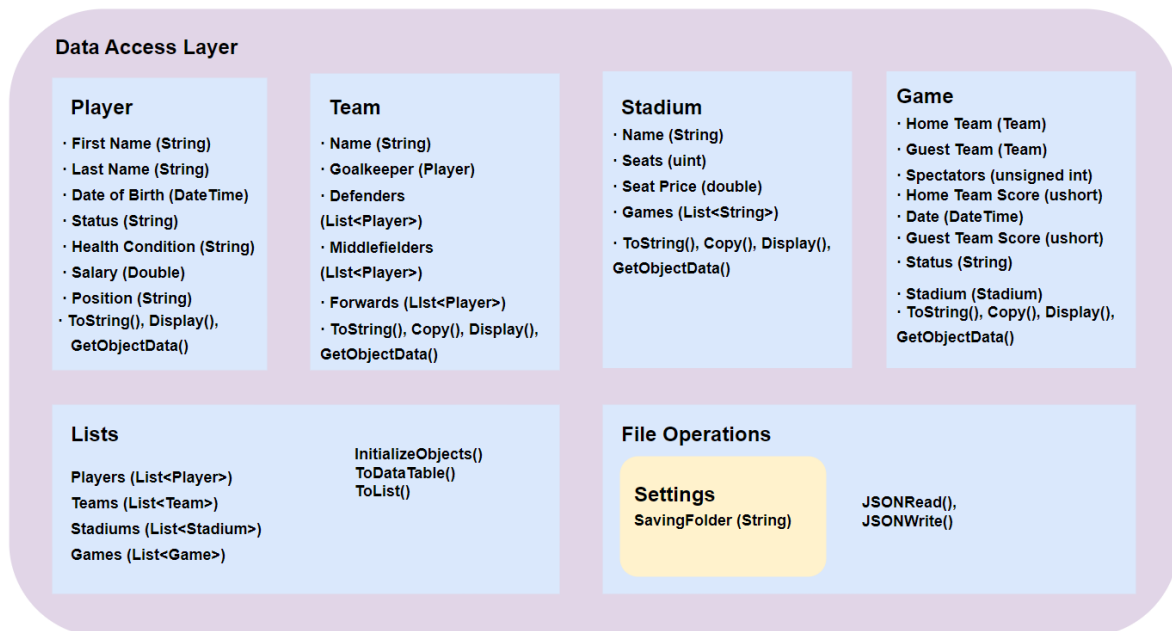 Data Access Layer
Player
· First Name (String)
· Last Name (String)
· Date of Birth (DateTime)
· Status (String)
· Health Condition (String)
· Salary (Double)
· Position (String)
· ToString(), Display(),
GetObjectData()
Team
· Name (String)
· Goalkeeper (Player)
· Defenders
(List<Player>)
· Middlefielders
(LIst<Player>)
· Forwards (LIst<Player>)
· ToString(), Copy(), Display(),
GetObjectData()
Stadium
· Name (String)
· Seats (uint)
· Seat Price (double)
· Games (List<String>)
· ToString(), Copy(), Display(),
GetObjectData()
Game
· Home Team (Team)
· Guest Team (Team)
· Spectators (unsigned int)
· Home Team Score (ushort)
· Date (DateTime)
· Guest Team Score (ushort)
· Status (String)
· Stadium (Stadium)
· ToString(), Copy(), Display(),
GetObjectData()
Lists
Players (List<Player>)
Teams (List<Team>)
Stadiums (List<Stadium>)
Games (List<Game>)
InitializeObjects()
ToDataTable()
ToList()
File Operations
Settings
SavingFolder (String)
JSONRead(),
JSONWrite()